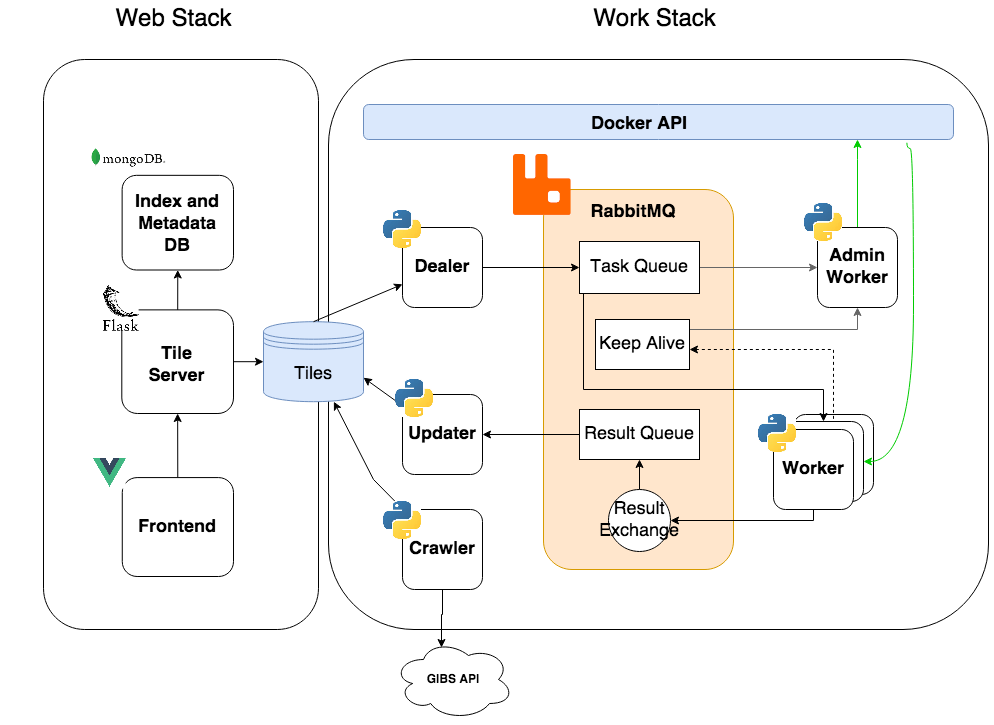 Web Stack
Work Stack
Docker API
mongoDB.
Index and
Metadata
DB
RabbitMQ
Dealer
Task Queue
Admin
Worker
Flask
Tile
Server
Tiles
Keep Alive
Updater
Result Queue
Worker
Frontend
Result
Exchange
Crawler
GIBS API